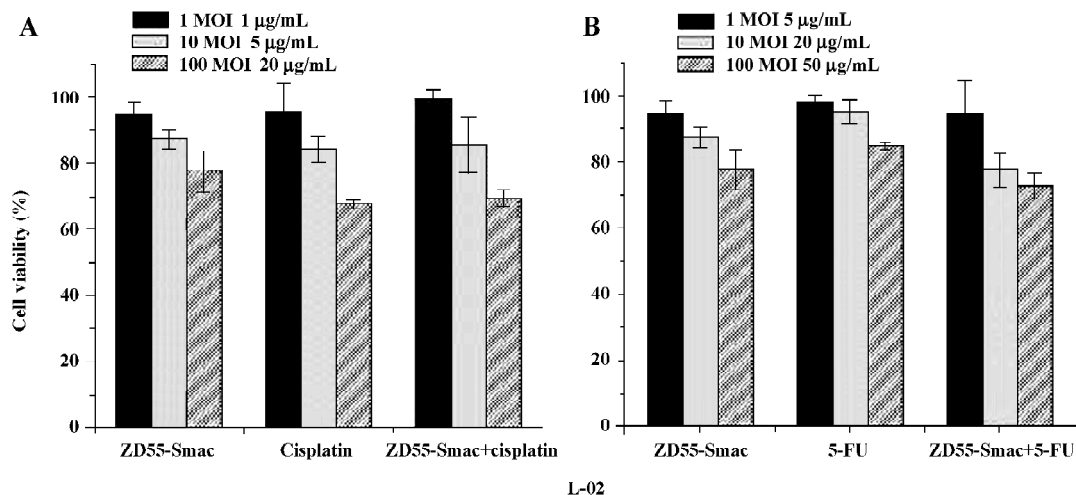 A
1 MOI 1 μg/mL
10 MOI 5 μg/mL
100 MOI 20 μg/mL
Cell viability (%)
100
80
60
40
20
0
ZD55-Smac
Cisplatin
ZD55-Smac+cisplatin
B
1 MOI 5 μg/mL
10 MOI 20 μg/mL
100 MOI 50 μg/mL
100
80
60
40
20
0
ZD55-Smac
5-FU
ZD55-Smac+5-FU
L-02